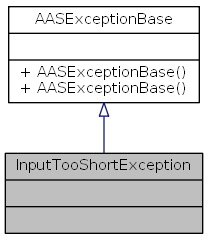 AASExceptionBase
+ AASExceptionBase()
+ AASExceptionBase()
InputTooShortException